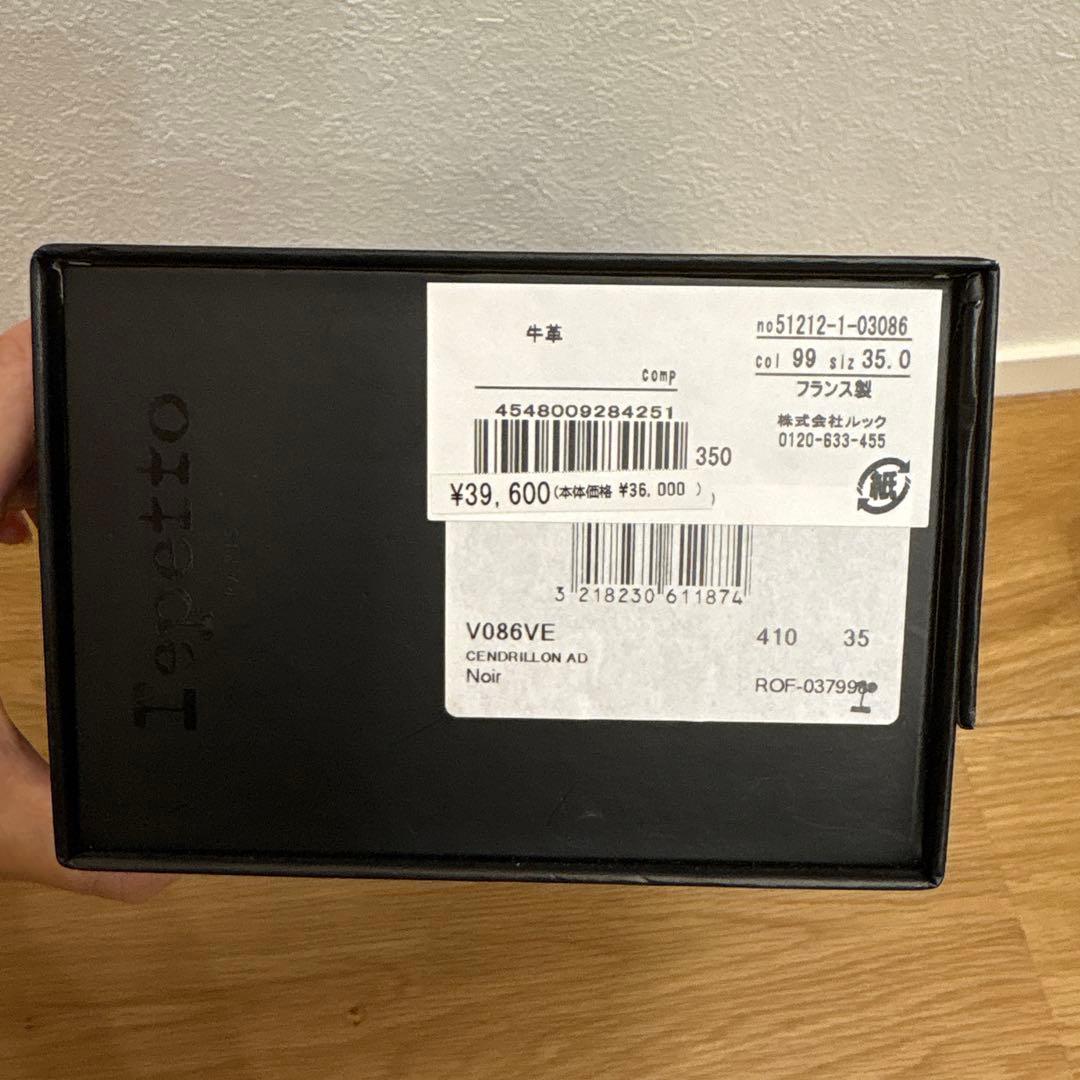 repetto
PARIS
牛革
comp
4548009284251
350
¥39,600(本体価格 ¥36,000 )
)
no51212-1-03086
col 99 siz 35.0
フランス製
株式会社ルック
0120-633-455
紙
3 218230 611874
V086VE
410 35
CENDRILLON AD
Noir